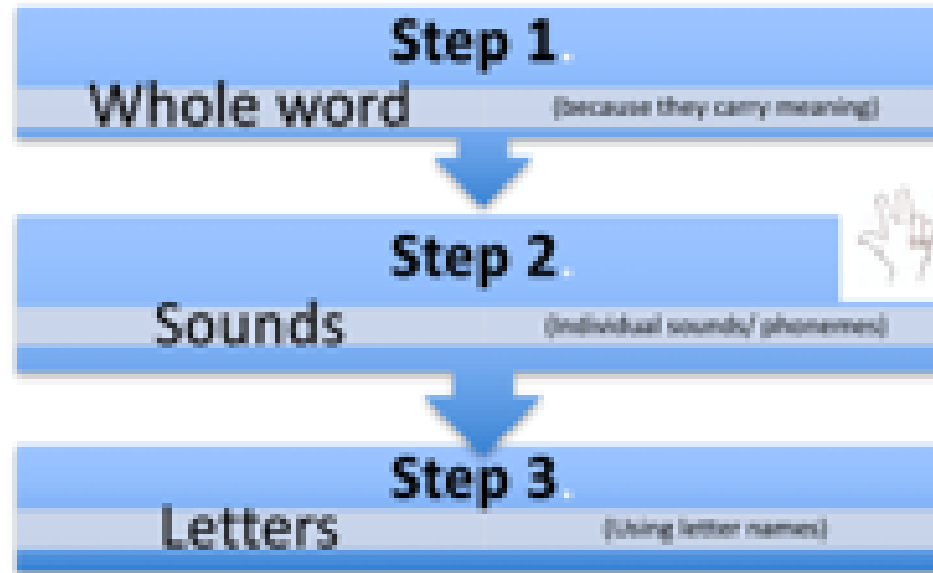 Step 1.
Whole word (because they carry meaning)
Step 2.
Sounds (Individual sounds/ phonemes)
Step 3.
Letters (Using letter names)